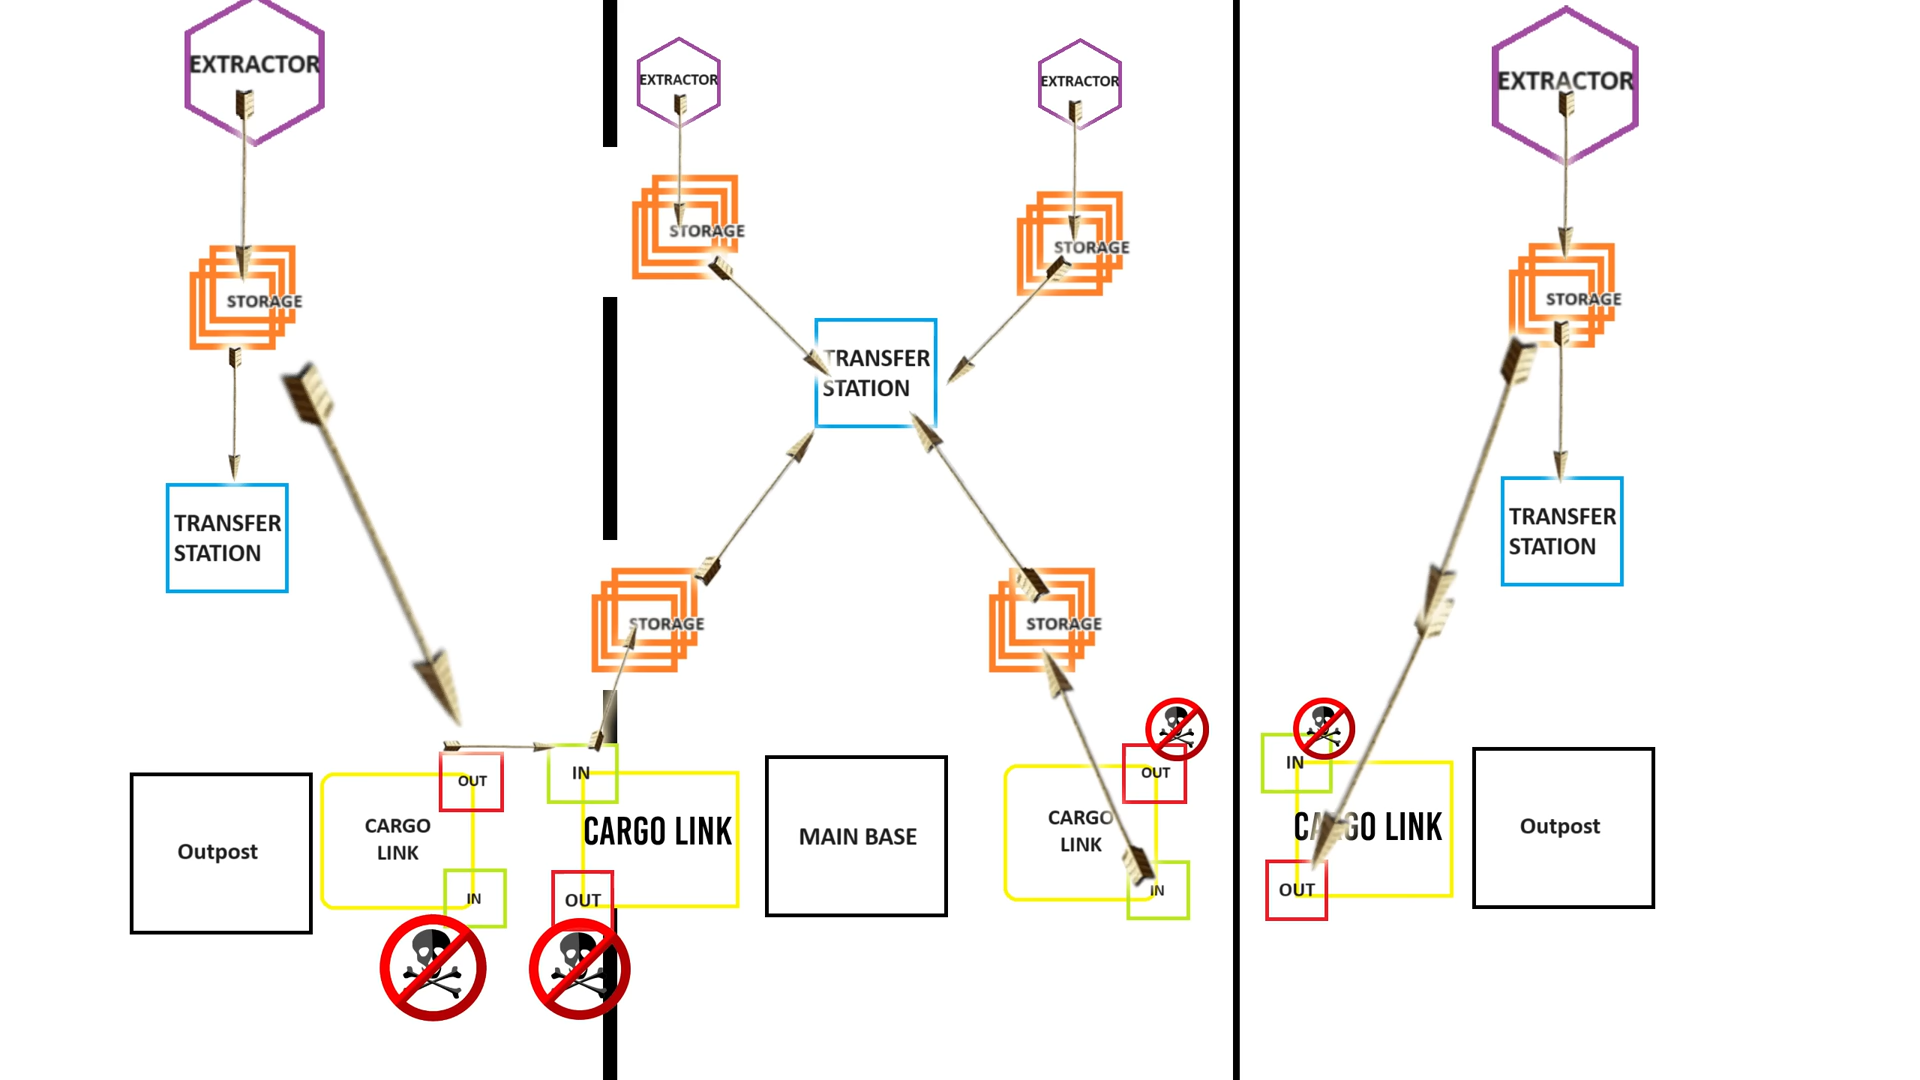 EXTRACTOR
EXTRACTOR
EXTRACTOR
EXTRACTOR
STORAGE
STORAGE
STORAGE
STORAGE
TRANSFER
STATION
TRANSFER
STATION
TRANSFER
STATION
STORAGE
STORAGE
OUT
IN
OUT
IN
Outpost
CARGO
LINK
CARGO LINK
MAIN BASE
CARGO
LINK
CARGO LINK
Outpost
IN
OUT
IN
OUT